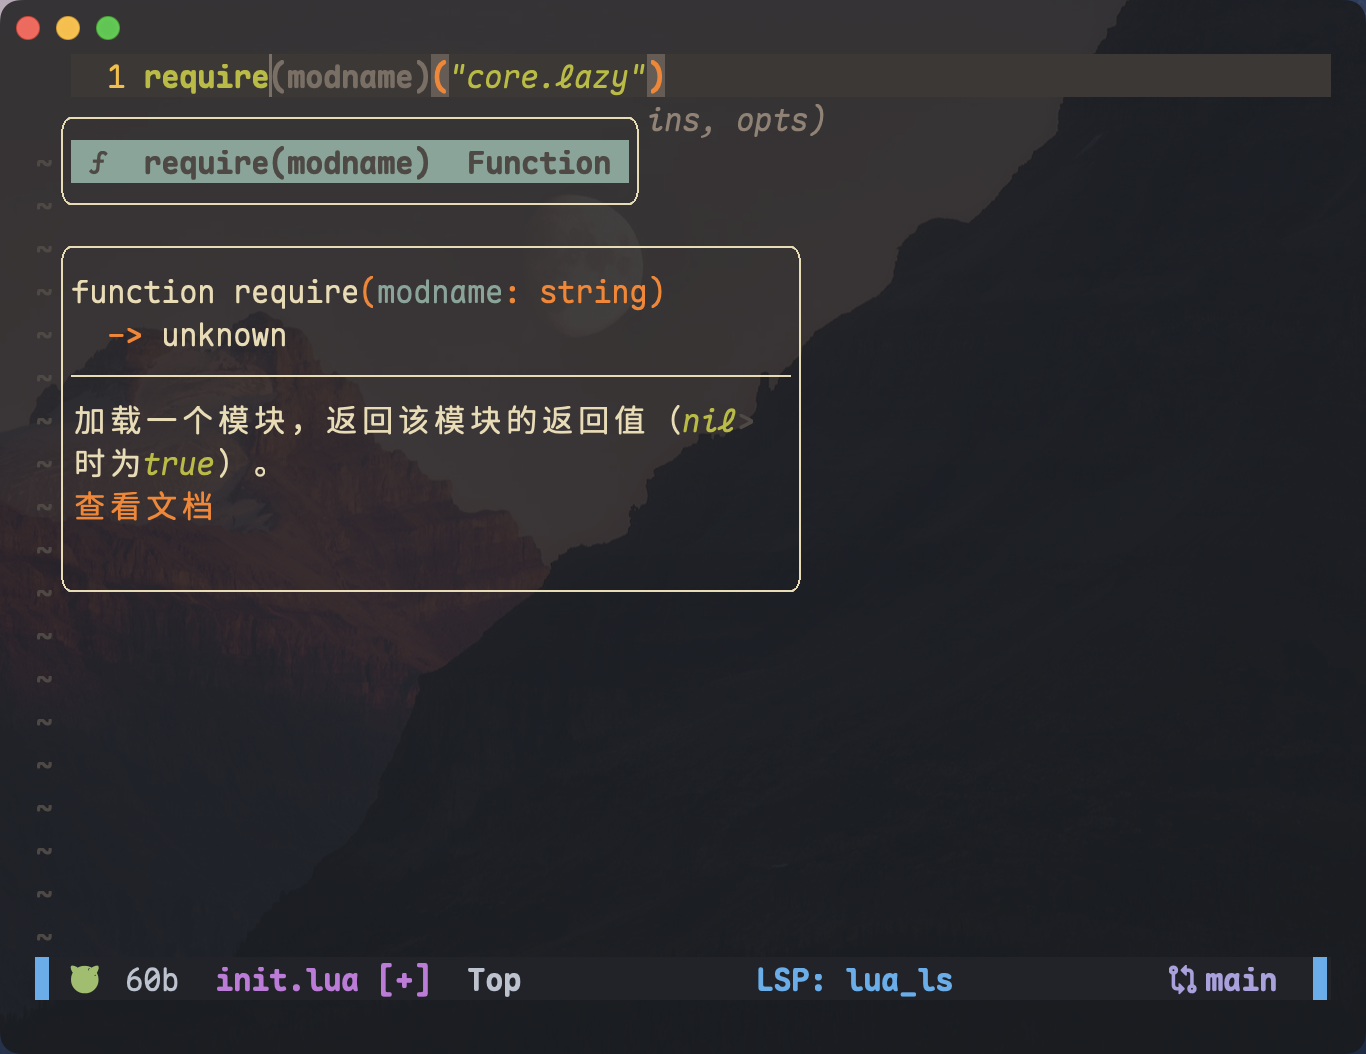 1 require(modname)("core.lazy")
ins, opts)
~ ƒ require(modname) Function
~
~
~ function require(modname: string)
~ -> unknown
~
~ 加载一个模块，返回该模块的返回值（nil>
~ 时为true）。
~ 查看文档
~
~
~
~
~
~
~
~
~
~
60b init.lua [+] Top LSP: lua_ls main